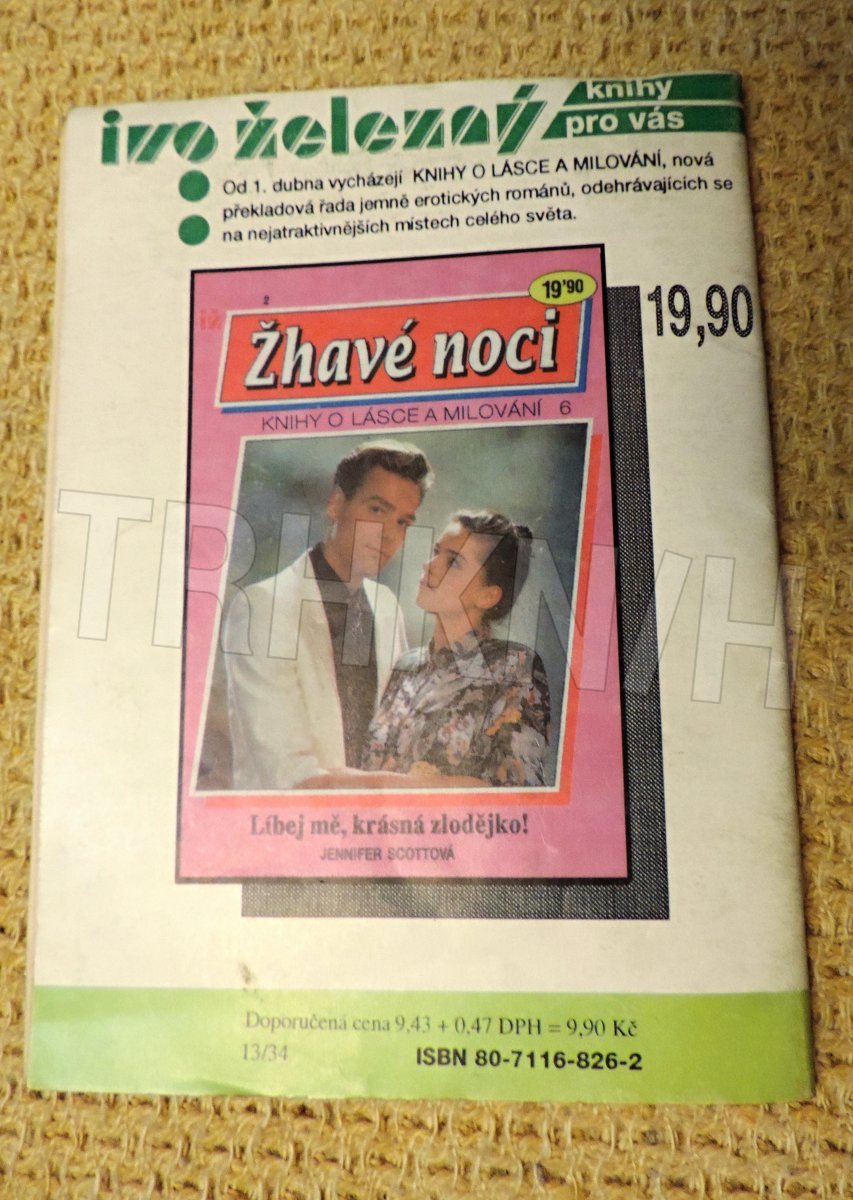 ivo železný
knihy
pro vás
Od 1. dubna vycházejí KNIHY O LÁSCE A MILOVÁNÍ, nová
překladová řada jemně erotických románů, odehrávajících se
na nejatraktivnějších místech celého světa.
19,90
2
19'90
iž
Žhavé noci
KNIHY O LÁSCE A MILOVÁNÍ 6
Líbej mě, krásná zlodějko!
JENNIFER SCOTTOVÁ
Doporučená cena 9,43 + 0,47 DPH = 9,90 Kč
13/34
ISBN 80-7116-826-2